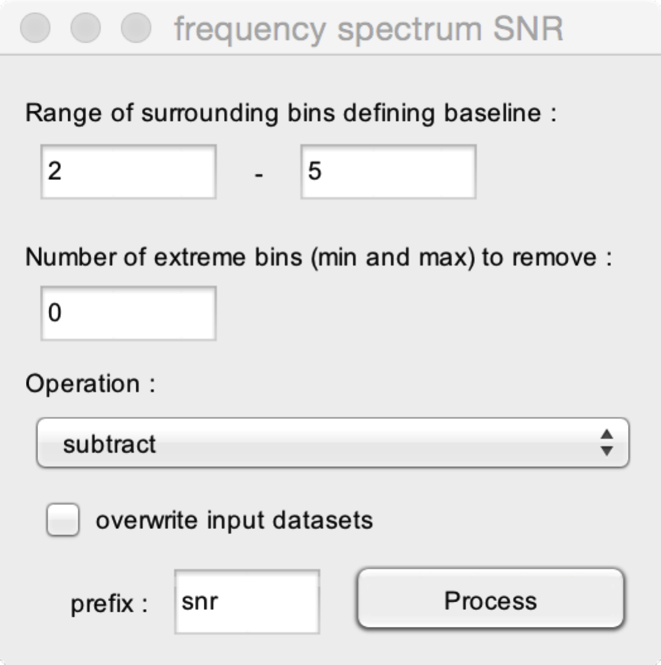 frequency spectrum SNR
Range of surrounding bins defining baseline :
2 - 5
Number of extreme bins (min and max) to remove :
0
Operation :
subtract
overwrite input datasets
prefix : snr Process